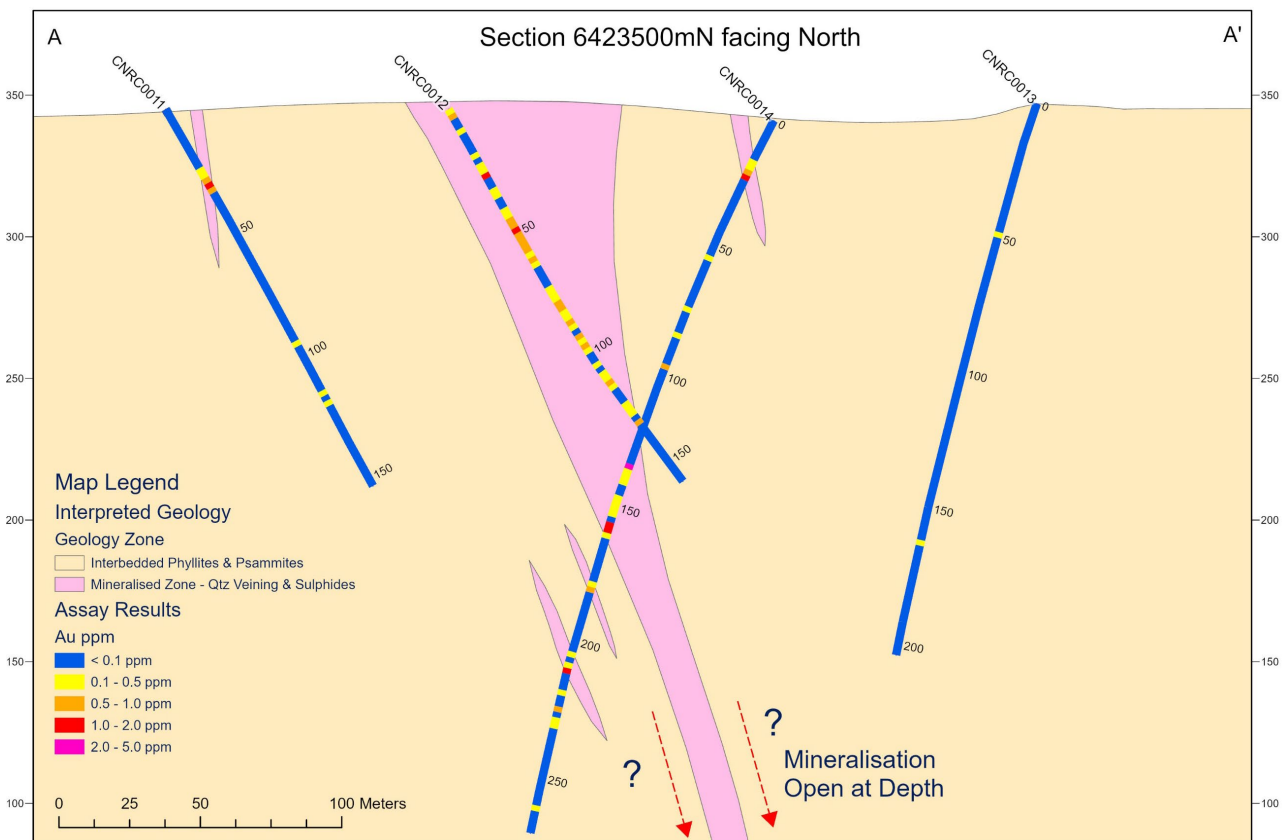 A
Section 6423500mN facing North
A'
CNRC0011
CNRC0012
CNRC0014
0
CNRC0013
0
350
350
300
300
250
250
200
200
150
150
100
100
50
100
150
50
100
150
50
100
150
200
250
50
100
150
200
Map Legend
Interpreted Geology
Geology Zone
Interbedded Phyllites & Psammites
Mineralised Zone - Qtz Veining & Sulphides
Assay Results
Au ppm
< 0.1 ppm
0.1 - 0.5 ppm
0.5 - 1.0 ppm
1.0 - 2.0 ppm
2.0 - 5.0 ppm
0 25 50 100 Meters
?
?
Mineralisation
Open at Depth